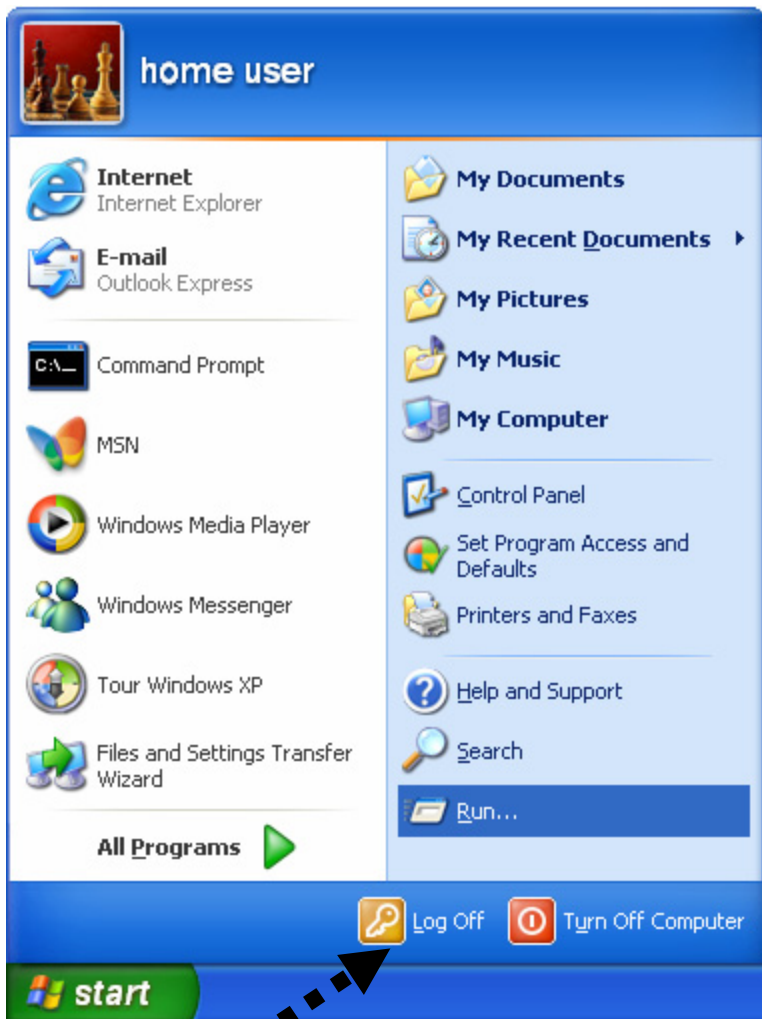 home user
Internet
Internet Explorer
E-mail
Outlook Express
C:\_
Command Prompt
MSN
Windows Media Player
Windows Messenger
Tour Windows XP
Files and Settings Transfer
Wizard
All Programs
My Documents
My Recent Documents
My Pictures
My Music
My Computer
Control Panel
Set Program Access and
Defaults
Printers and Faxes
Help and Support
Search
Run...
Log Off
Turn Off Computer
start